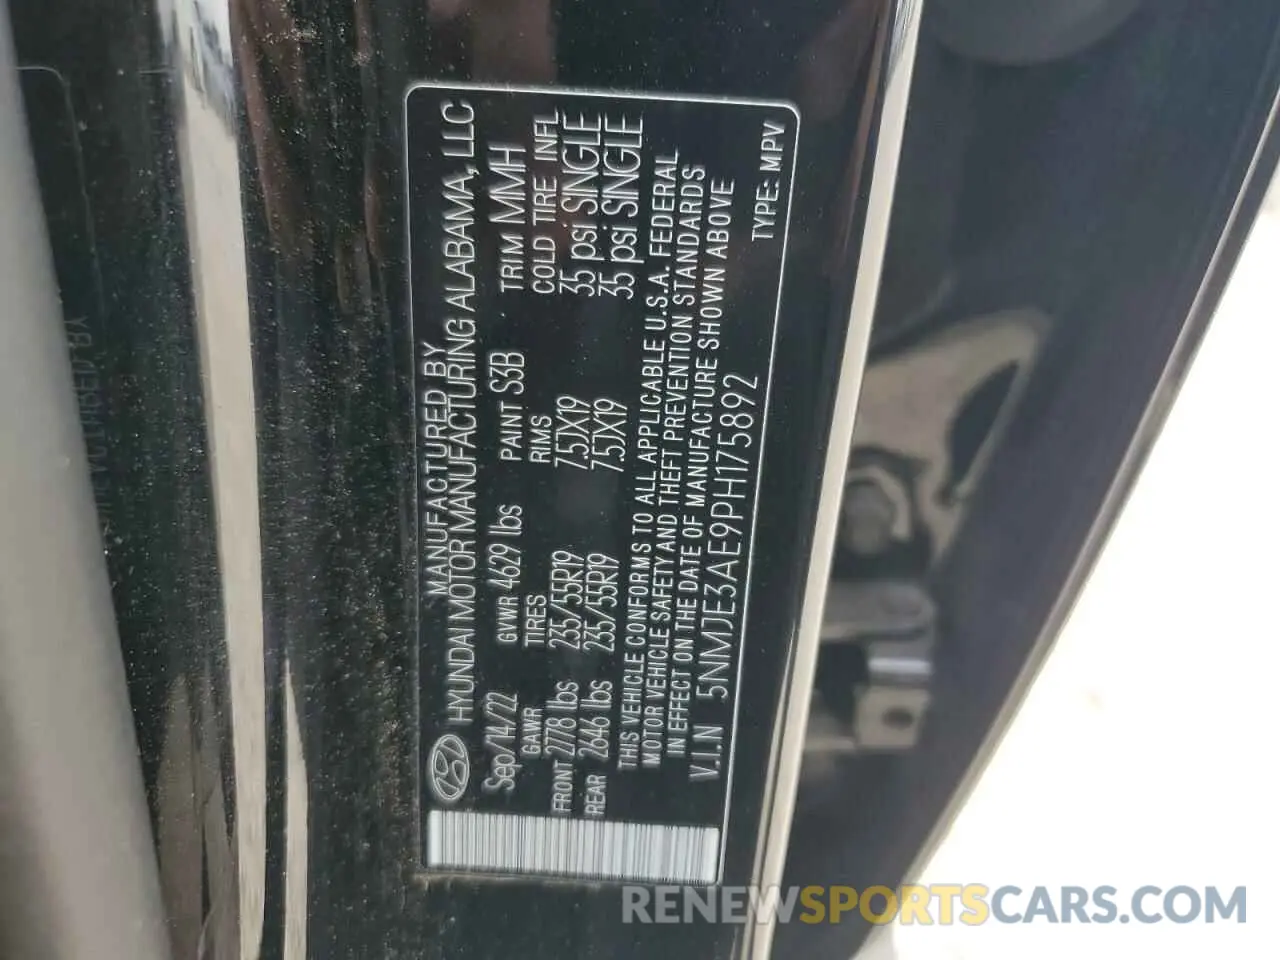 MANUFACTURED BY
HYUNDAI MOTOR MANUFACTURING ALABAMA, LLC
Sep/14/22 GVWR 4629 lbs PAINT S3B TRIM MMH
GAWR TIRES RIMS COLD TIRE INFL
FRONT 2778 lbs 235/55R19 7.5JX19 35 psi SINGLE
REAR 2646 lbs 235/55R19 7.5JX19 35 psi SINGLE
THIS VEHICLE CONFORMS TO ALL APPLICABLE U.S.A. FEDERAL
MOTOR VEHICLE SAFETY AND THEFT PREVENTION STANDARDS
IN EFFECT ON THE DATE OF MANUFACTURE SHOWN ABOVE
V.I.N 5NMJE3AE9PH175892
TYPE: MPV
RENEWSPORTSCARS.COM